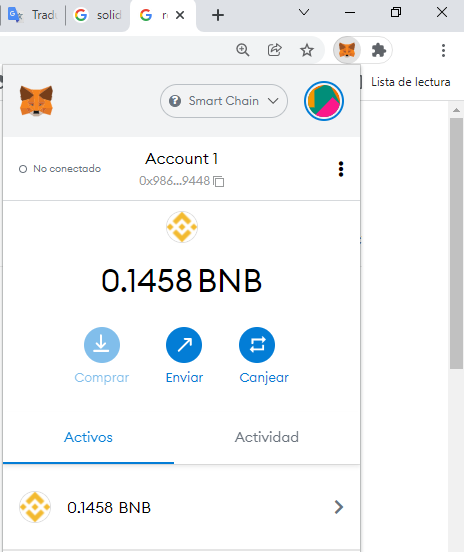 Tradu
solid
r
Lista de lectura
Smart Chain
No conectado
Account 1
0x986...9448
0.1458 BNB
Comprar
Enviar
Canjear
Activos
Actividad
0.1458 BNB